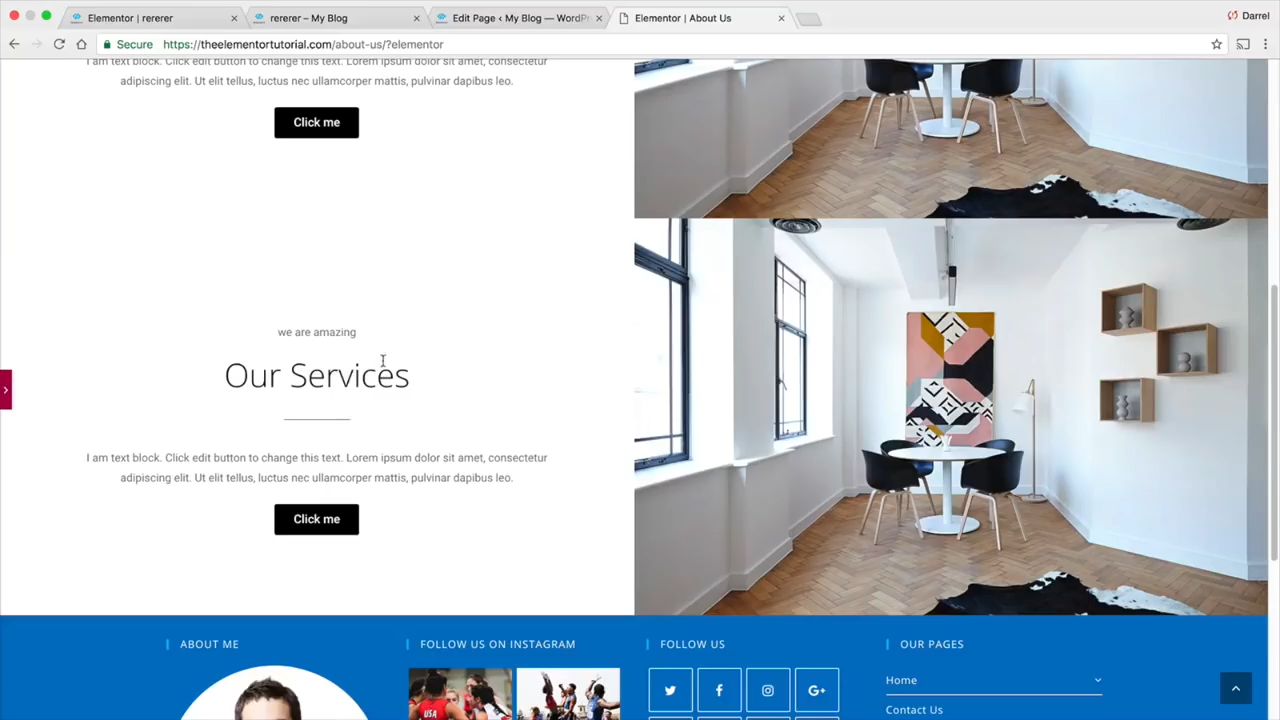 Elementor | rererer
rererer – My Blog
Edit Page ‹ My Blog — WordPr
Elementor | About Us
Darrel
Secure
https://theelementortutorial.com/about-us/?elementor
I am text block. Click edit button to change this text. Lorem ipsum dolor sit amet, consectetur
adipiscing elit. Ut elit tellus, luctus nec ullamcorper mattis, pulvinar dapibus leo.
Click me
we are amazing
Our Services
I am text block. Click edit button to change this text. Lorem ipsum dolor sit amet, consectetur
adipiscing elit. Ut elit tellus, luctus nec ullamcorper mattis, pulvinar dapibus leo.
Click me
ABOUT ME
FOLLOW US ON INSTAGRAM
USA
FOLLOW US
G+
OUR PAGES
Home
Contact Us